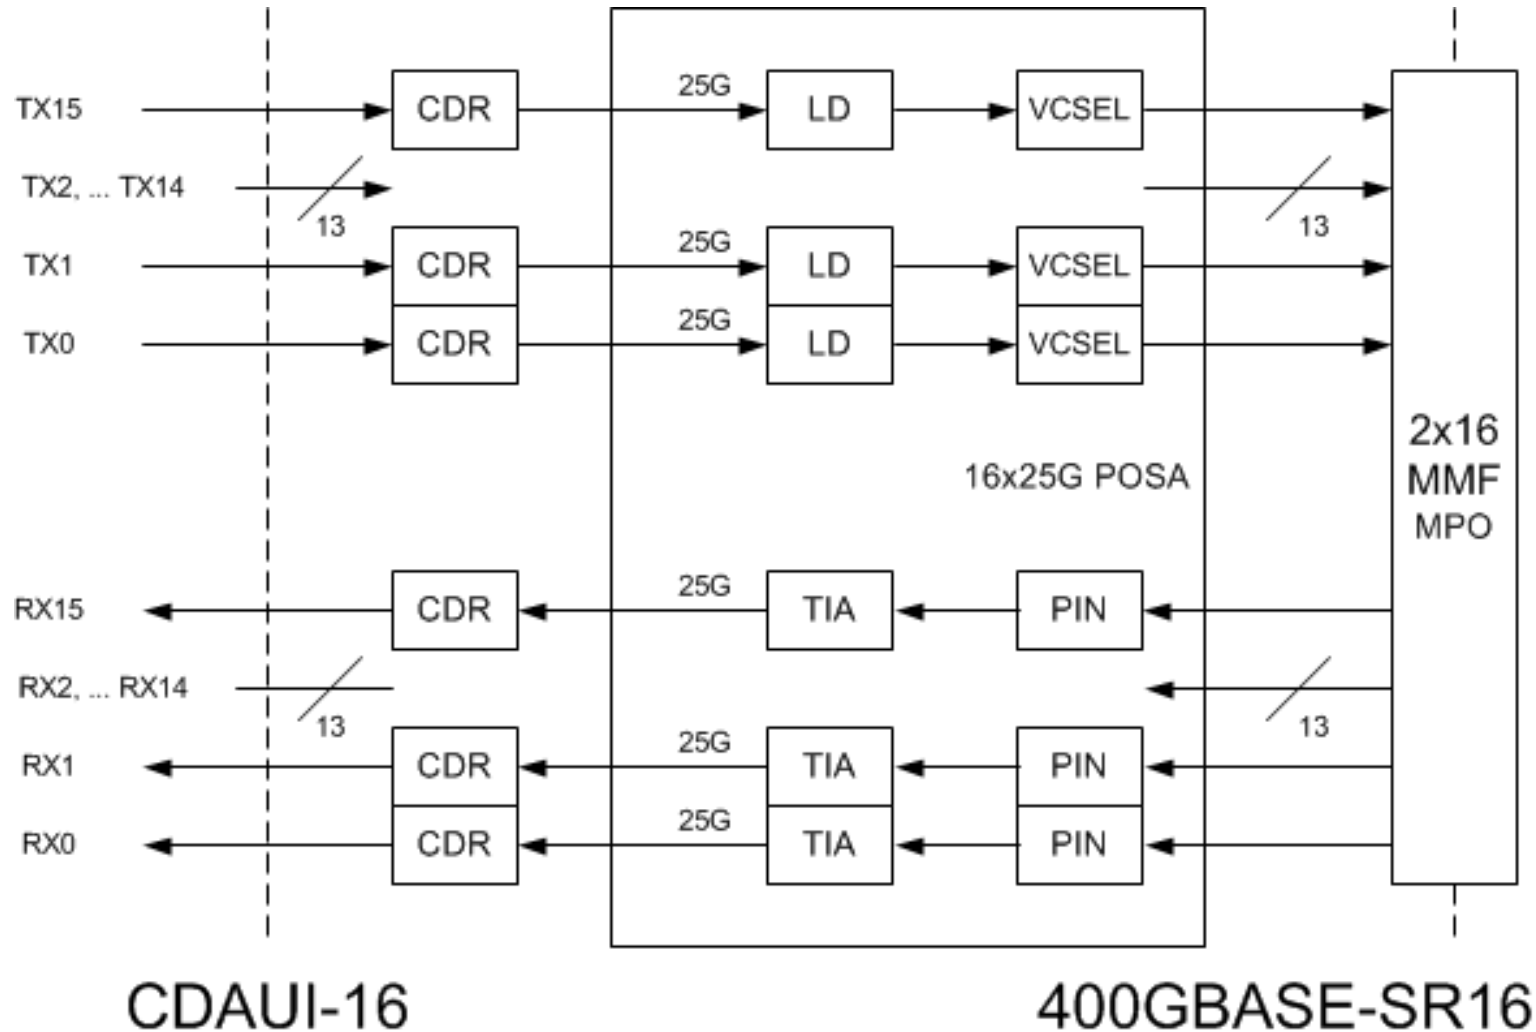 TX15 CDR 25G LD VCSEL
TX2, ... TX14 13 13
TX1 CDR 25G LD VCSEL
TX0 CDR 25G LD VCSEL
2x16
MMF
MPO
16x25G POSA
RX15 CDR 25G TIA PIN
RX2, ... RX14 13 13
RX1 CDR 25G TIA PIN
RX0 CDR 25G TIA PIN
CDAUI-16 400GBASE-SR16